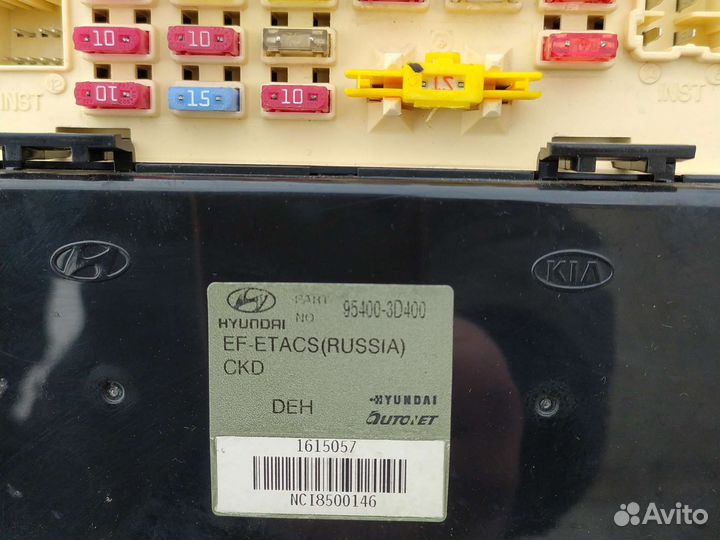 10
10
10
15
10
15
INST
INST
KIA
HYUNDAI
PART NO
95400-3D400
EF-ETACS(RUSSIA)
CKD
DEH
HYUNDAI
AUTONET
1615057
NCI8500146
Avito